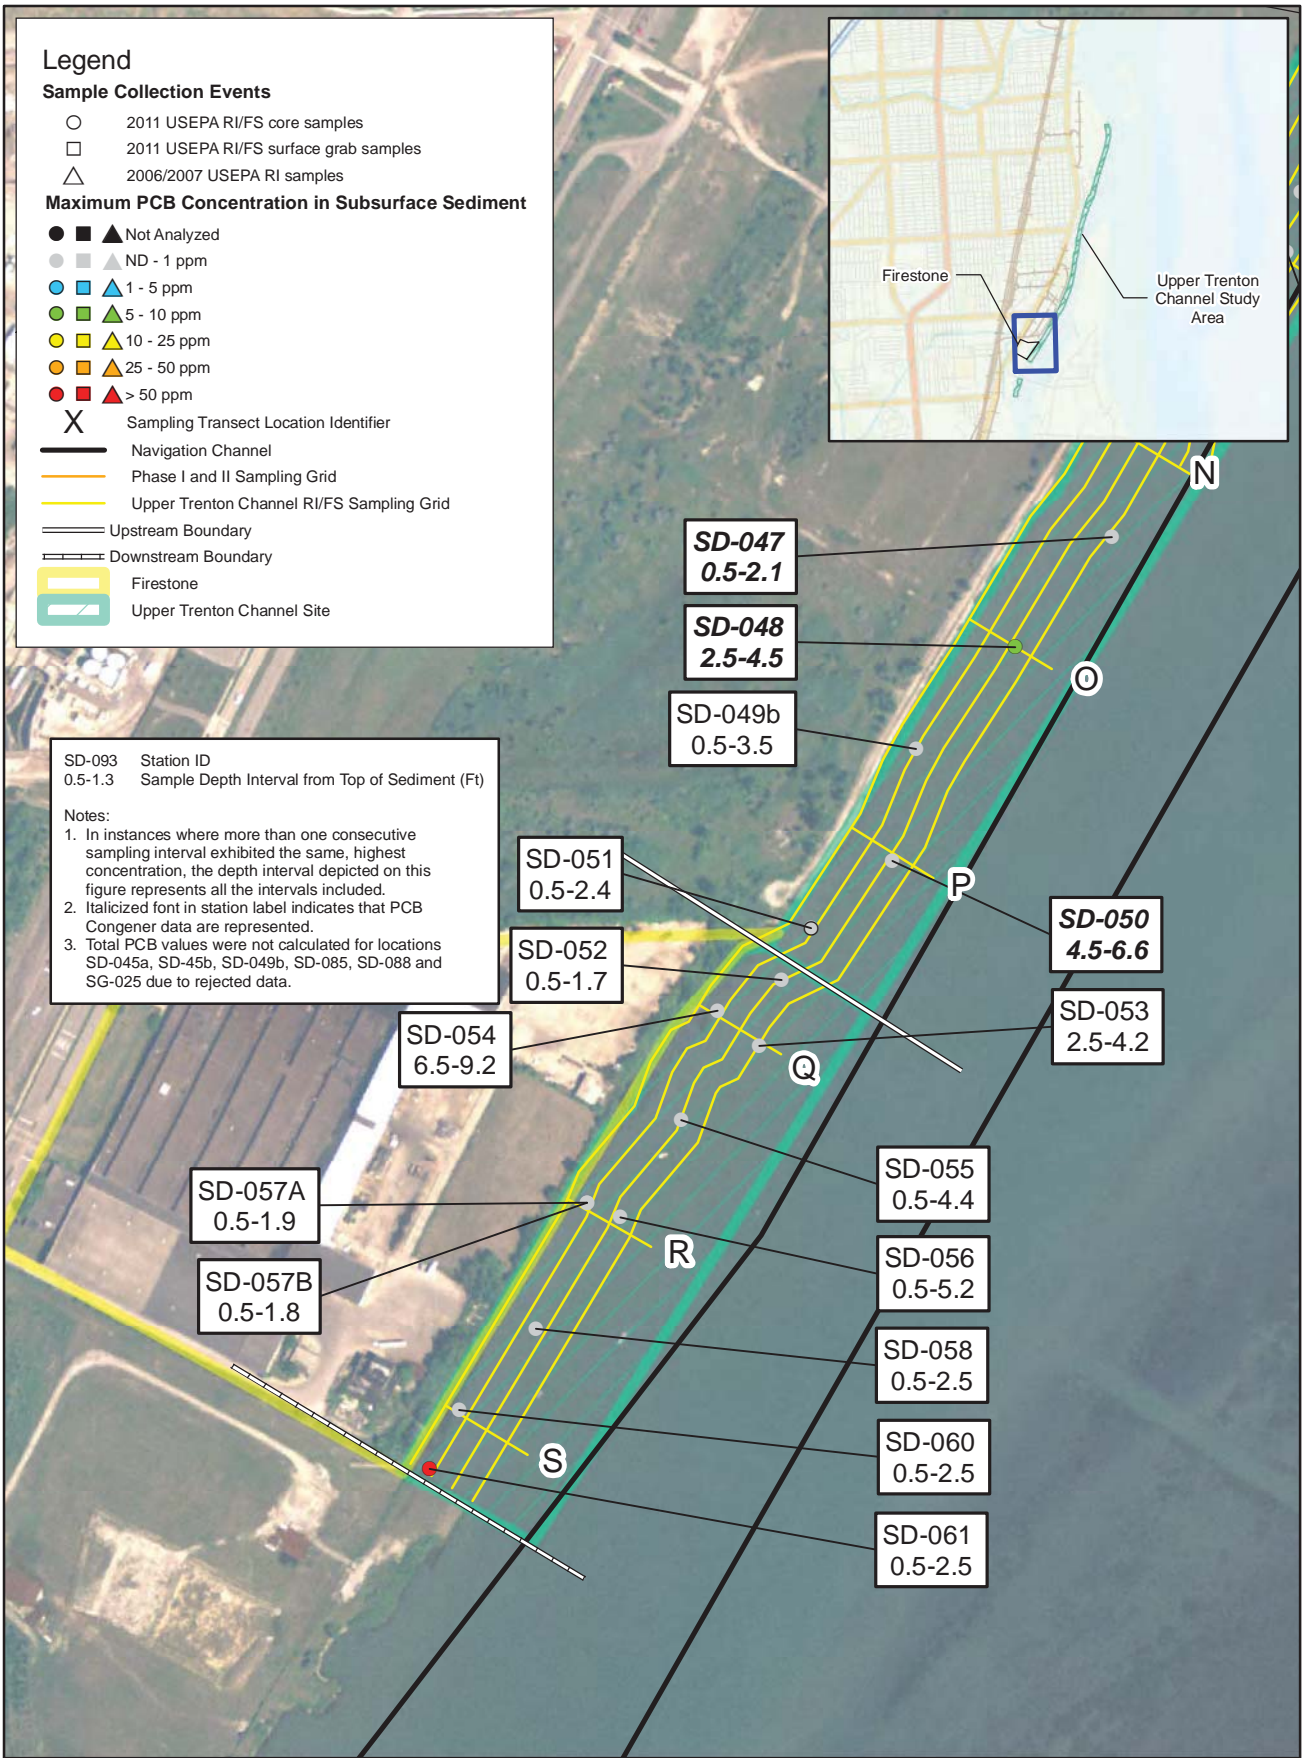 Legend
Sample Collection Events
2011 USEPA RI/FS core samples
2011 USEPA RI/FS surface grab samples
2006/2007 USEPA RI samples
Maximum PCB Concentration in Subsurface Sediment
Not Analyzed
ND - 1 ppm
1 - 5 ppm
5 - 10 ppm
10 - 25 ppm
25 - 50 ppm
> 50 ppm
X Sampling Transect Location Identifier
Navigation Channel
Phase I and II Sampling Grid
Upper Trenton Channel RI/FS Sampling Grid
Upstream Boundary
Downstream Boundary
Firestone
Upper Trenton Channel Site
Firestone
Upper Trenton
Channel Study
Area
N
SD-047
0.5-2.1
SD-048
2.5-4.5
O
SD-049b
0.5-3.5
SD-093 Station ID
0.5-1.3 Sample Depth Interval from Top of Sediment (Ft)
Notes:
1. In instances where more than one consecutive
sampling interval exhibited the same, highest
concentration, the depth interval depicted on this
figure represents all the intervals included.
2. Italicized font in station label indicates that PCB
Congener data are represented.
3. Total PCB values were not calculated for locations
SD-045a, SD-45b, SD-049b, SD-085, SD-088 and
SG-025 due to rejected data.
SD-051
0.5-2.4
P
SD-050
4.5-6.6
SD-052
0.5-1.7
SD-053
2.5-4.2
SD-054
6.5-9.2
Q
SD-055
0.5-4.4
SD-057A
0.5-1.9
R
SD-056
0.5-5.2
SD-057B
0.5-1.8
SD-058
0.5-2.5
SD-060
0.5-2.5
S
SD-061
0.5-2.5